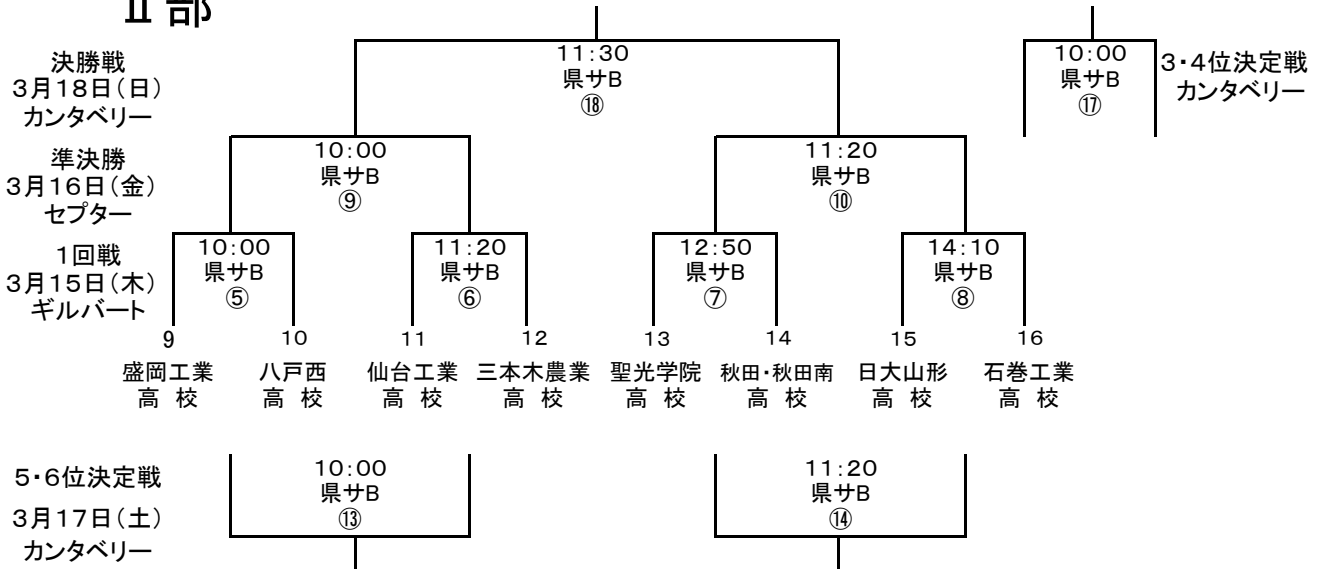 Ⅱ部
決勝戦
3月18日(日)
カンタベリー
11:30
県サB
⑱
10:00
県サB
⑰
3・4位決定戦
カンタベリー
準決勝
3月16日(金)
セプター
10:00
県サB
⑨
11:20
県サB
⑩
1回戦
3月15日(木)
ギルバート
10:00
県サB
⑤
11:20
県サB
⑥
12:50
県サB
⑦
14:10
県サB
⑧
9 10 11 12 13 14 15 16
盛岡工業 八戸西 仙台工業 三本木農業 聖光学院 秋田・秋田南 日大山形 石巻工業
高 校 高 校 高 校 高 校 高 校 高 校 高 校 高 校
5・6位決定戦
3月17日(土)
カンタベリー
10:00
県サB
⑬
11:20
県サB
⑭